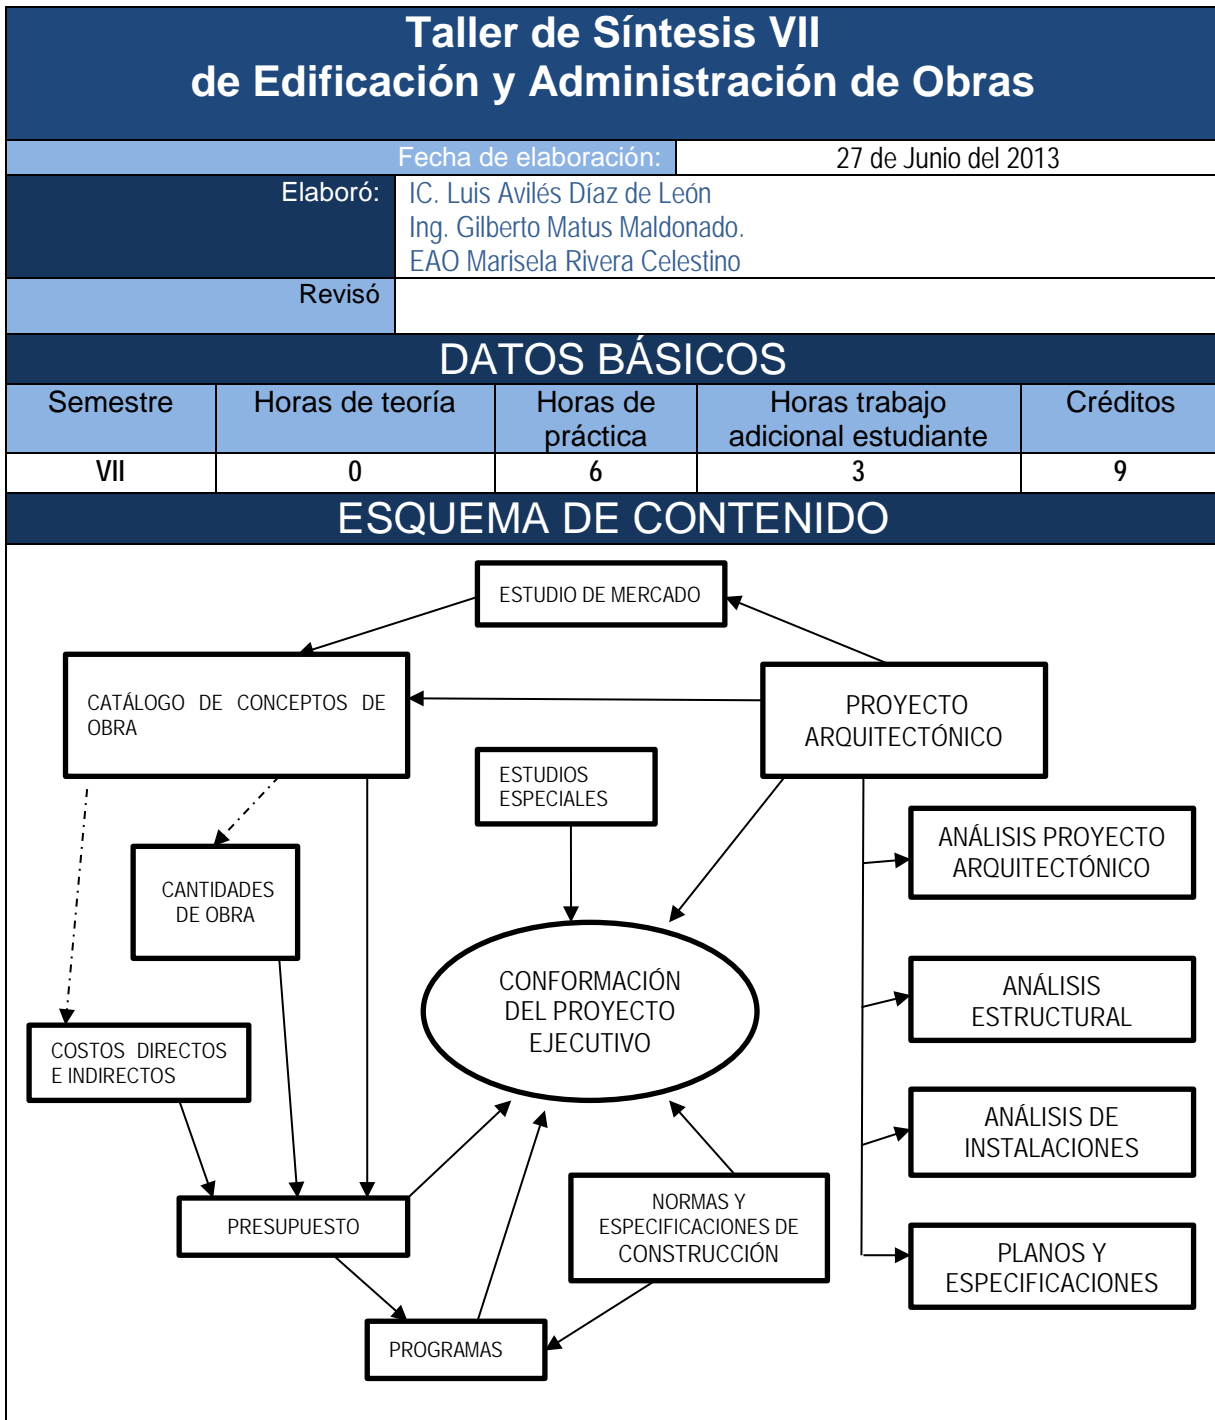 Taller de Síntesis VII
de Edificación y Administración de Obras
Fecha de elaboración: 27 de Junio del 2013
Elaboró: IC. Luis Avilés Díaz de León
Ing. Gilberto Matus Maldonado.
EAO Marisela Rivera Celestino
Revisó
DATOS BÁSICOS
Semestre
Horas de teoría
Horas de
práctica
Horas trabajo
adicional estudiante
Créditos
VII 0 6 3 9
ESQUEMA DE CONTENIDO
ESTUDIO DE MERCADO
CATÁLOGO DE CONCEPTOS DE
OBRA
PROYECTO
ARQUITECTÓNICO
ESTUDIOS
ESPECIALES
ANÁLISIS PROYECTO
ARQUITECTÓNICO
CANTIDADES
DE OBRA
CONFORMACIÓN
DEL PROYECTO
EJECUTIVO
ANÁLISIS
ESTRUCTURAL
COSTOS DIRECTOS
E INDIRECTOS
ANÁLISIS DE
INSTALACIONES
PRESUPUESTO
NORMAS Y
ESPECIFICACIONES DE
CONSTRUCCIÓN
PLANOS Y
ESPECIFICACIONES
PROGRAMAS